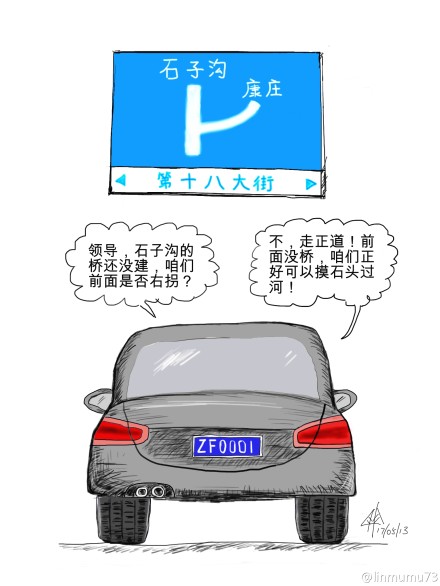 石子沟
康庄
第十八大街
领导，石子沟的
桥还没建，咱们
前面是否右拐？
不，走正道！前
面没桥，咱们正
好可以摸石头过
河！
ZF0001
17/05/13
@linmumu73